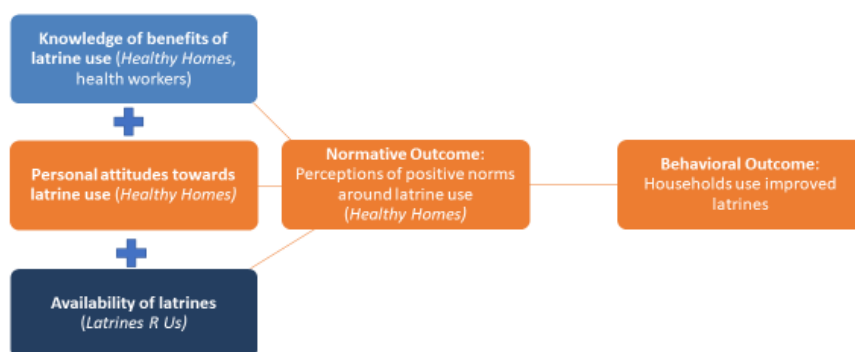 Knowledge of benefits of
latrine use (Healthy Homes,
health workers)
Personal attitudes towards
latrine use (Healthy Homes)
Availability of latrines
(Latrines R Us)
Normative Outcome:
Perceptions of positive norms
around latrine use
(Healthy Homes)
Behavioral Outcome:
Households use improved
latrines